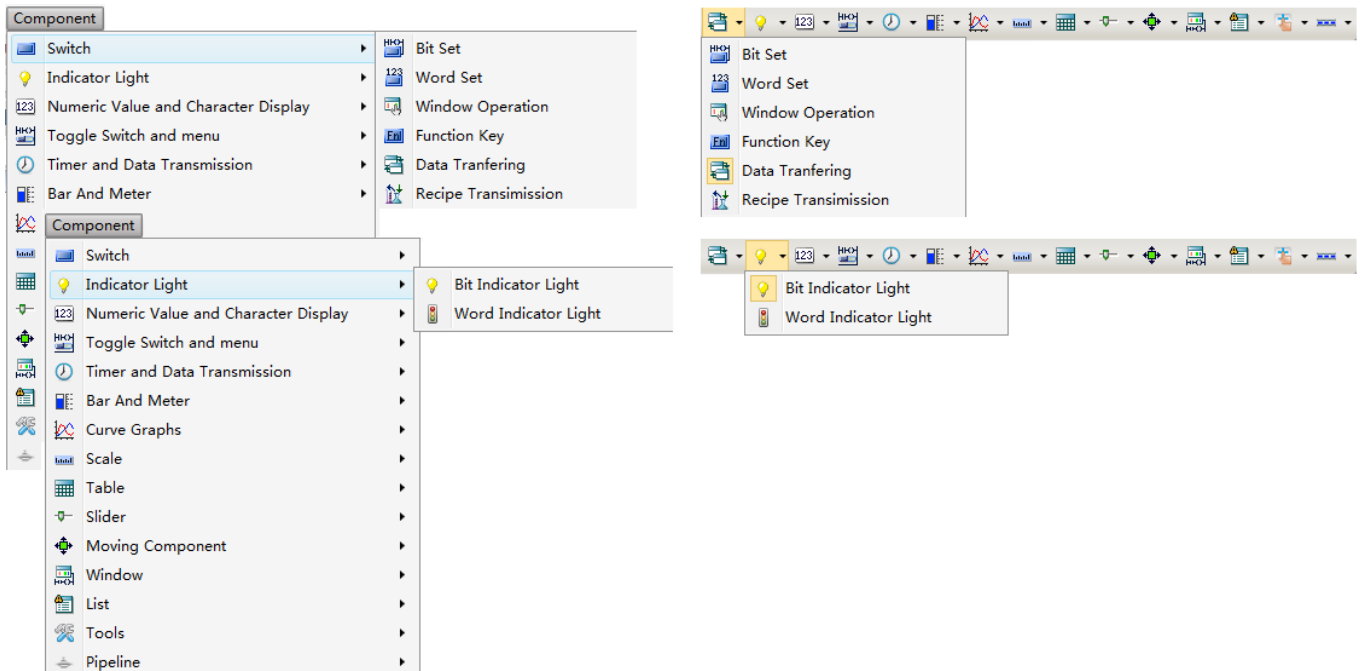 Component
Switch
Indicator Light
Numeric Value and Character Display
Toggle Switch and menu
Timer and Data Transmission
Bar And Meter
Bit Set
Word Set
Window Operation
Function Key
Data Tranfering
Recipe Transimission
Component
Switch
Indicator Light
Numeric Value and Character Display
Toggle Switch and menu
Timer and Data Transmission
Bar And Meter
Curve Graphs
Scale
Table
Slider
Moving Component
Window
List
Tools
Pipeline
Bit Indicator Light
Word Indicator Light
Bit Set
Word Set
Window Operation
Function Key
Data Tranfering
Recipe Transimission
Bit Indicator Light
Word Indicator Light